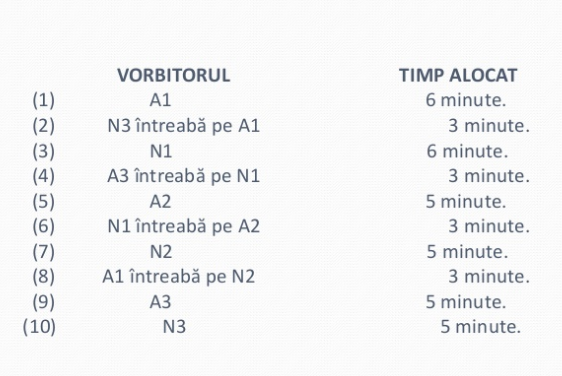 VORBITORUL TIMP ALOCAT
(1) A1 6 minute.
(2) N3 întreabă pe A1 3 minute.
(3) N1 6 minute.
(4) A3 întreabă pe N1 3 minute.
(5) A2 5 minute.
(6) N1 întreabă pe A2 3 minute.
(7) N2 5 minute.
(8) A1 întreabă pe N2 3 minute.
(9) A3 5 minute.
(10) N3 5 minute.